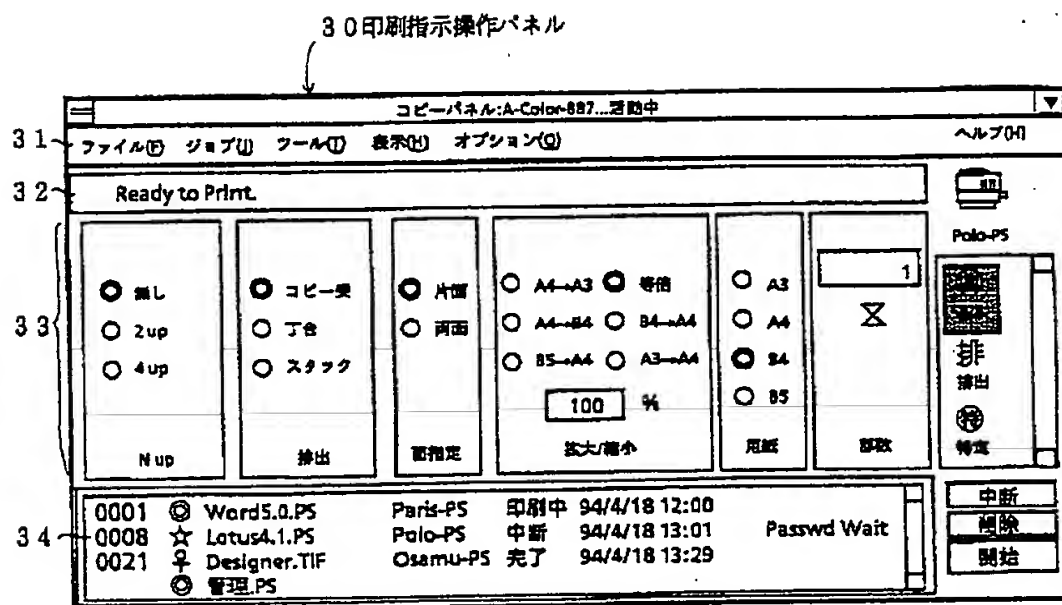 30印刷指示操作パネル
コピーパネル:A-Color-887...活動中
31
ファイル(F) ジョブ(J) ツール(T) 表示(H) オプション(O) ヘルプ(H)
32
Ready to Print.
Polo-PS
33
無し
2up
4up
N up
コピー受
丁合
スタック
排出
片面
両面
面指定
A4→A3 等倍
A4→B4 B4→A4
B5→A4 A3→A4
100 %
拡大/縮小
A3
A4
B4
B5
用紙
1
部数
排
排出
特
特定
34
0001 Word5.0.PS Paris-PS 印刷中 94/4/18 12:00
0008 Lotus4.1.PS Polo-PS 中断 94/4/18 13:01 Passwd Wait
0021 Designer.TIF Osamu-PS 完了 94/4/18 13:29
管理.PS
中断
削除
開始